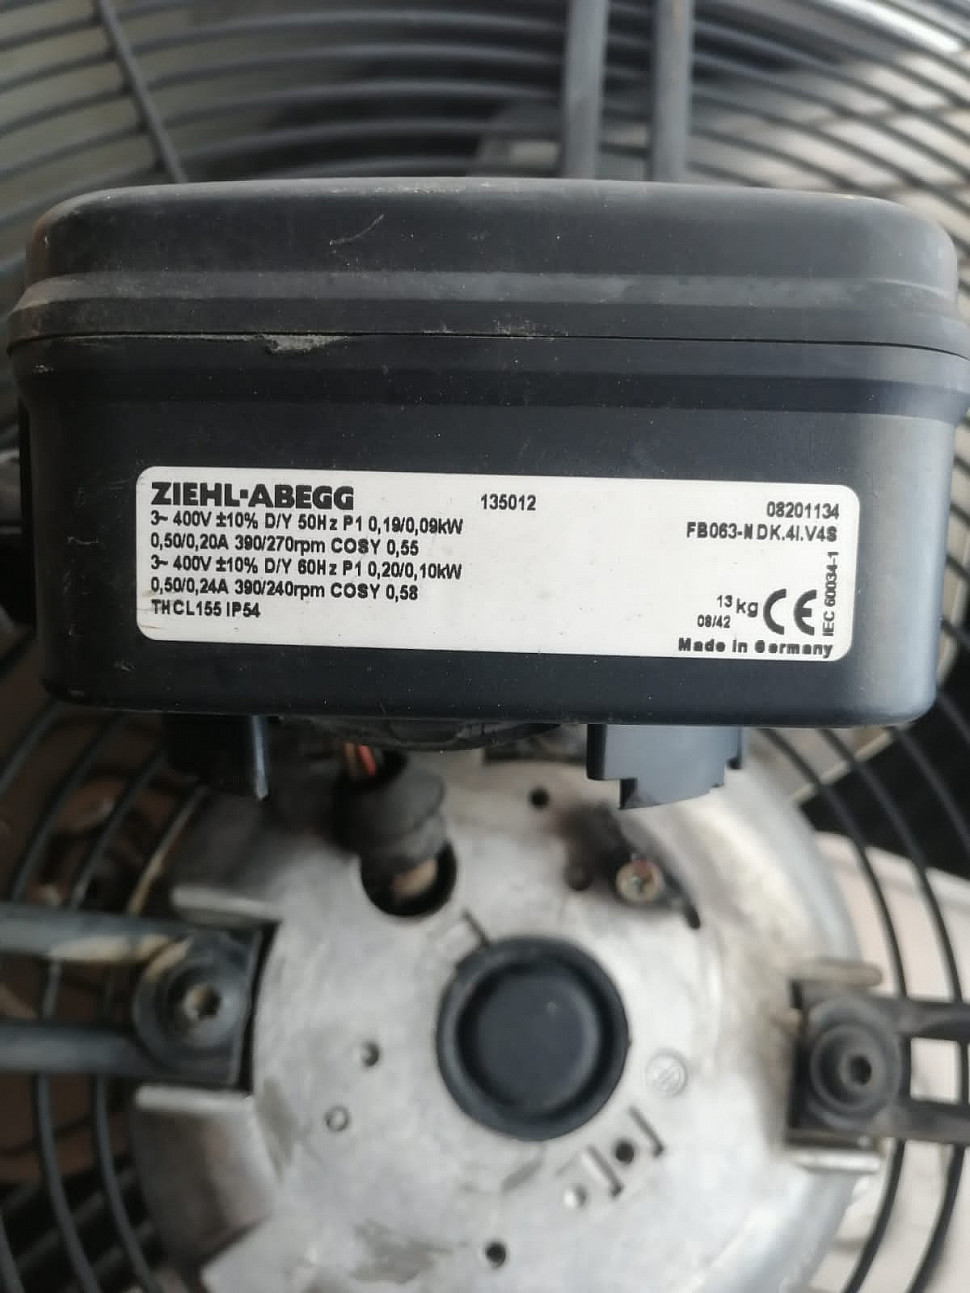 ZIEHL-ABEGG
135012
08201134
3~ 400V ±10% D/Y 50Hz P1 0,19/0,09kW
FB063-NDK.4I.V4S
0,50/0,20A 390/270rpm COSY 0,55
3~ 400V ±10% D/Y 60Hz P1 0,20/0,10kW
0,50/0,24A 390/240rpm COSY 0,58
THCL155 IP54
13 kg
CE
IEC 60034-1
08/42
Made in Germany